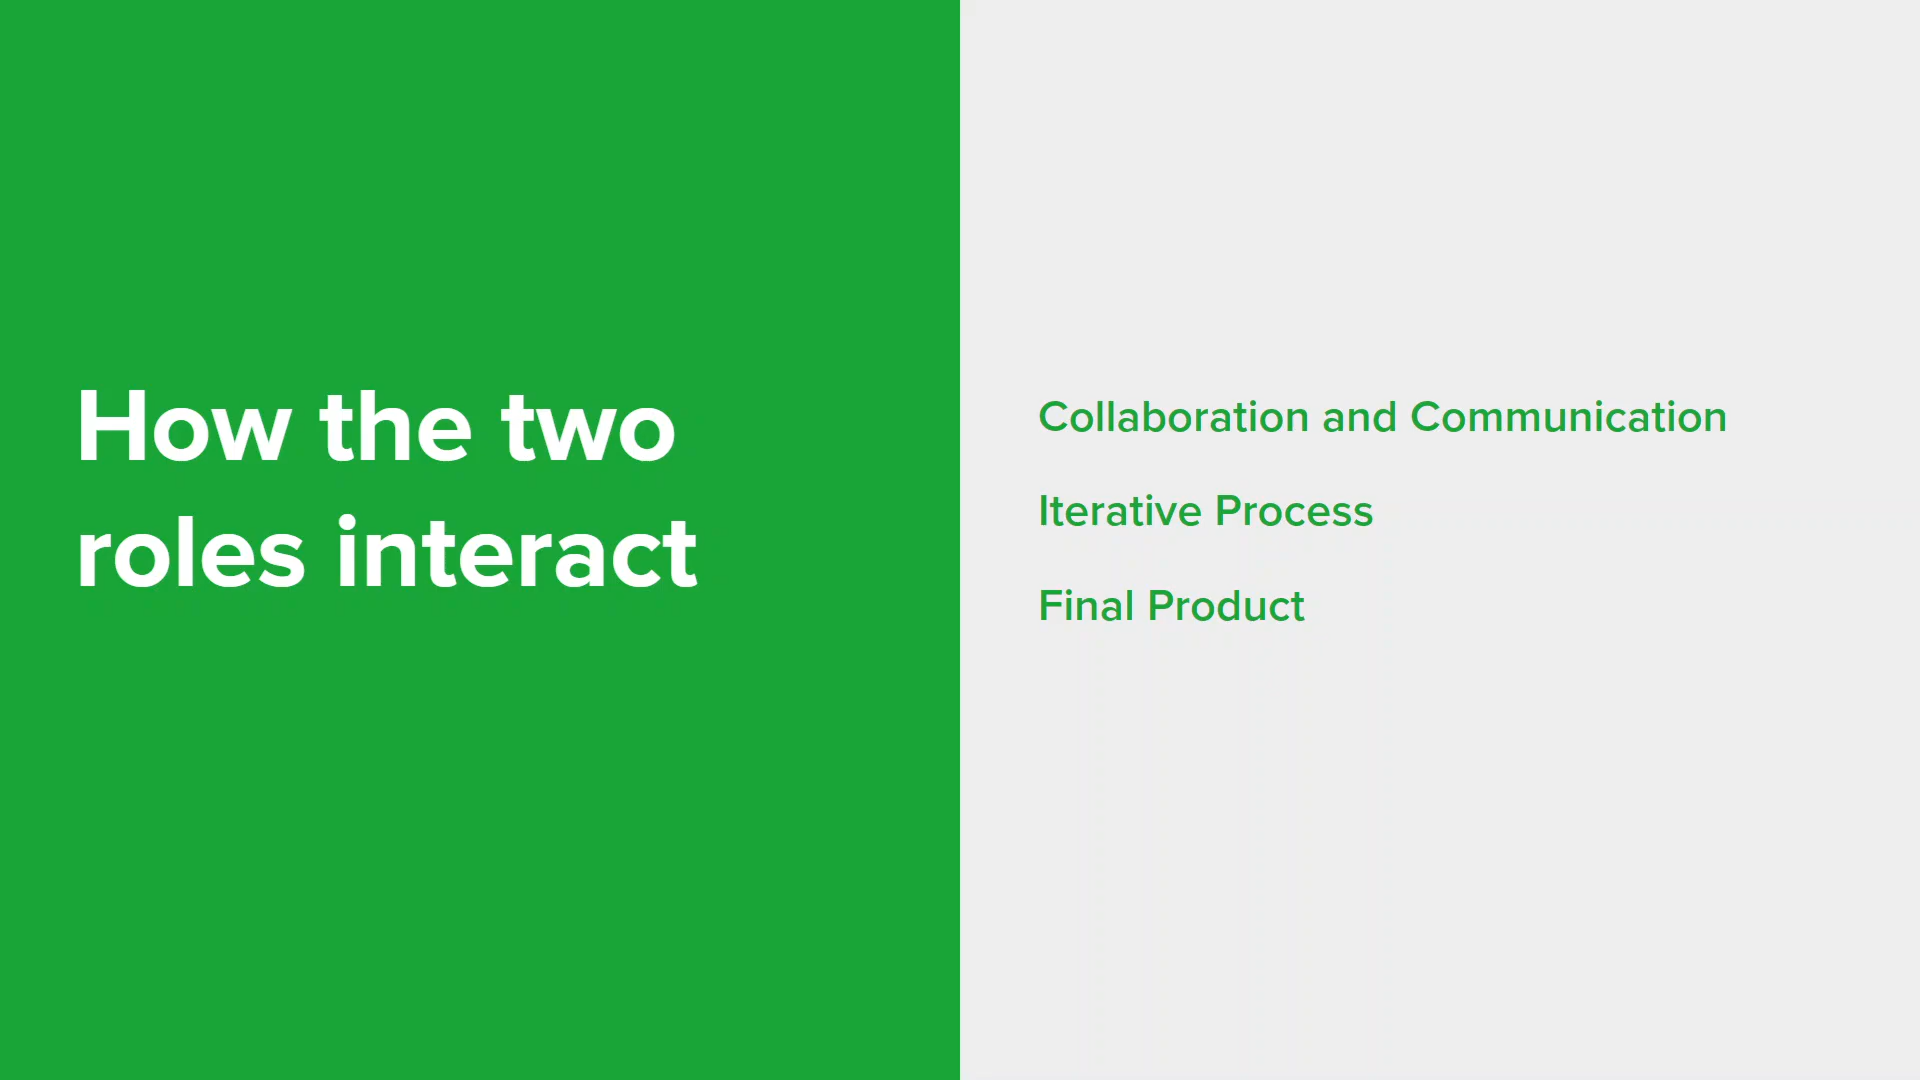 How the two
roles interact
Collaboration and Communication
Iterative Process
Final Product